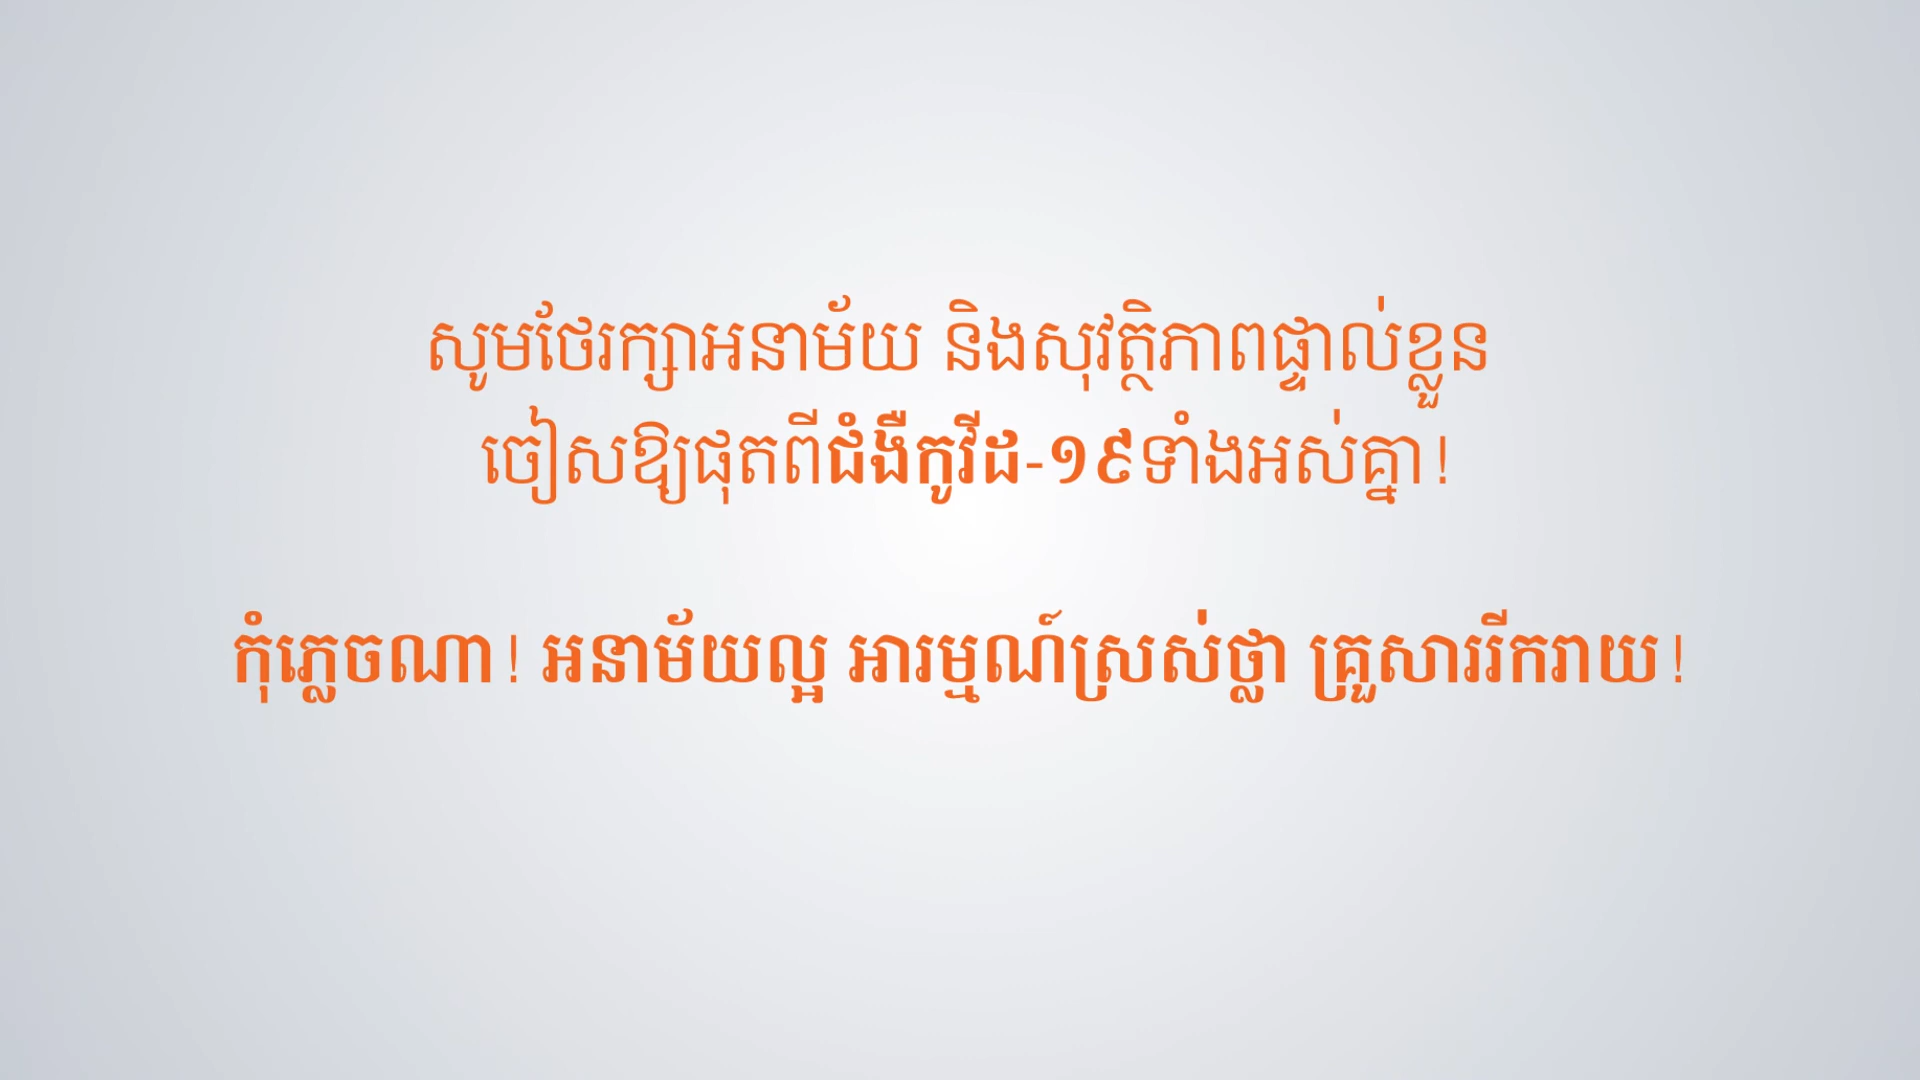 សូមថែរក្សាអនាម័យ និងសុវត្ថិភាពផ្ទាល់ខ្លួន
ចៀសឱ្យផុតពីជំងឺកូវីដ-១៩ទាំងអស់គ្នា!
កុំភ្លេចណា! អនាម័យល្អ អារម្មណ៍ស្រស់ថ្លា គ្រួសាររីករាយ!